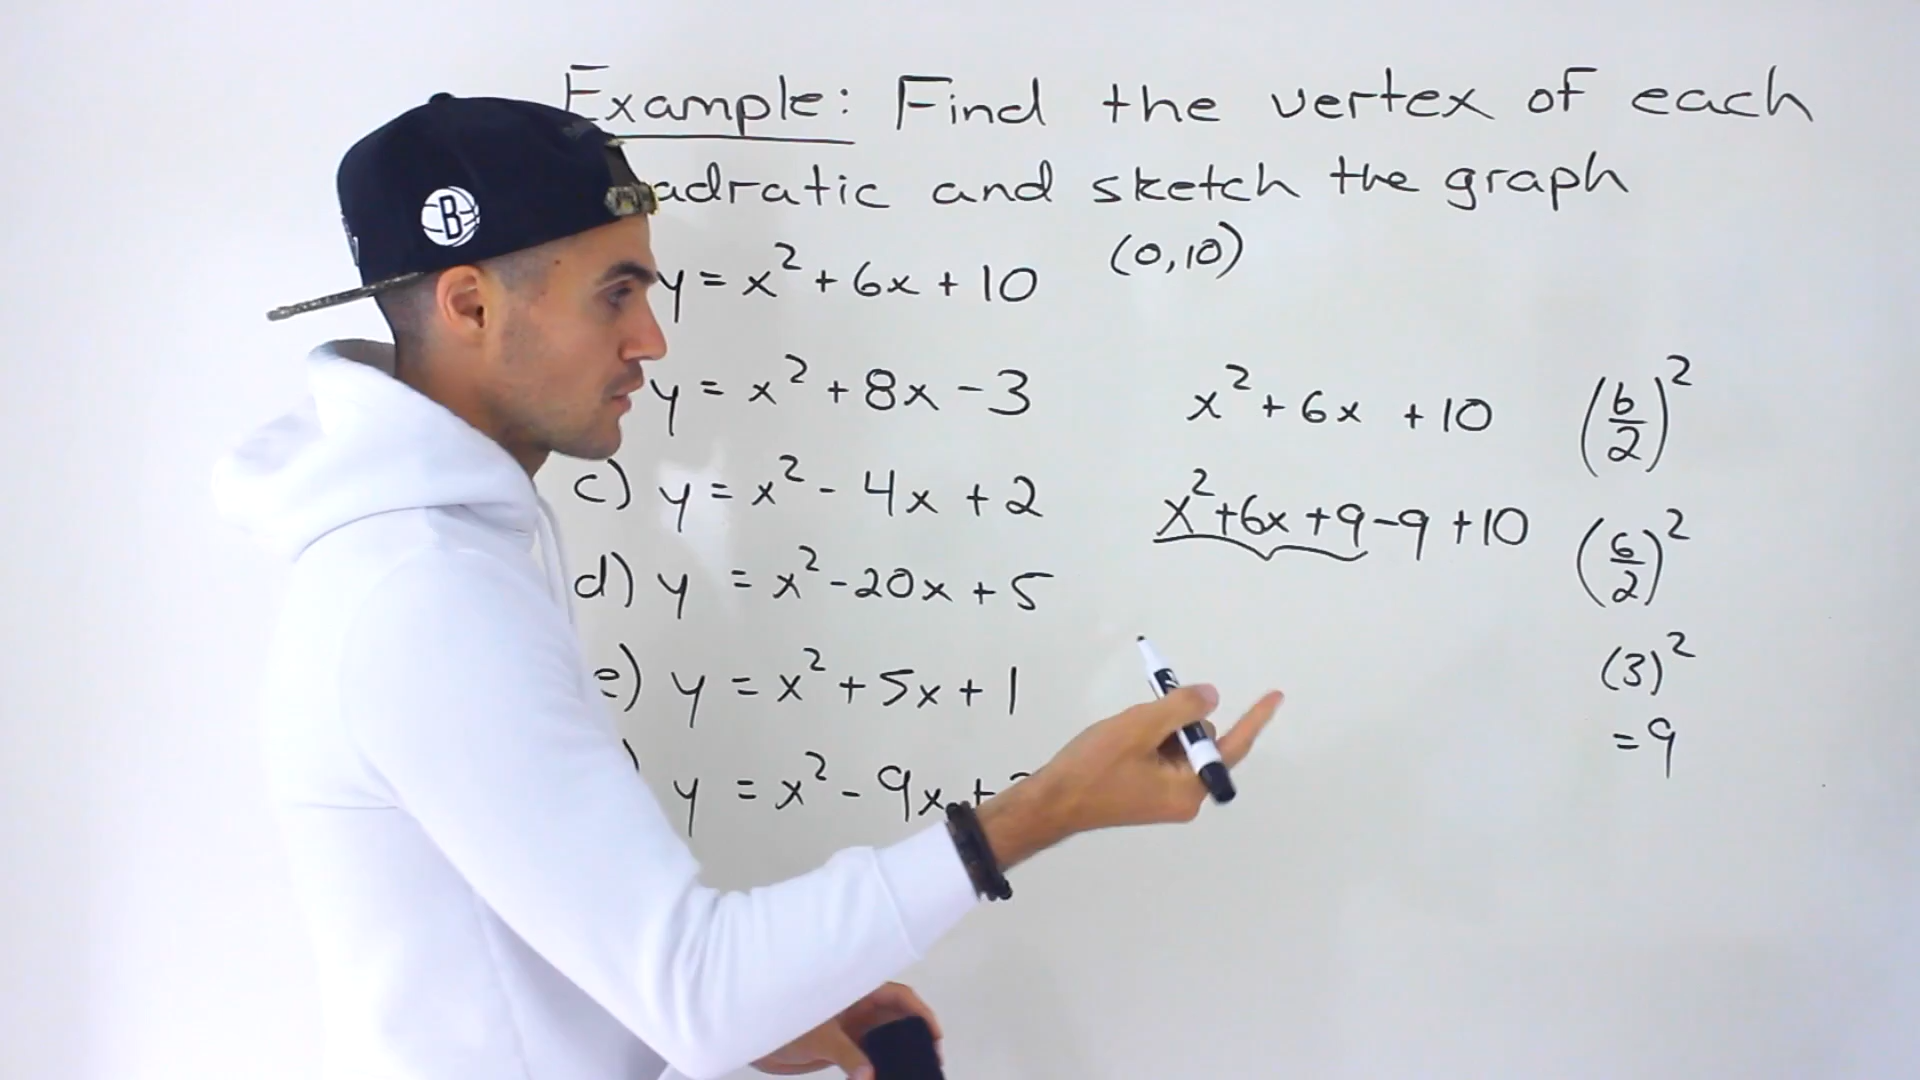 Example: Find the vertex of each
adratic and sketch the graph
y = x² + 6x + 10
(0,10)
y = x² + 8x - 3
c) y = x² - 4x + 2
d) y = x² - 20x + 5
e) y = x² + 5x + 1
) y = x² - 9x +
x² + 6x + 10
x² + 6x + 9 - 9 + 10
(b/2)²
(6/2)²
(3)²
= 9
B